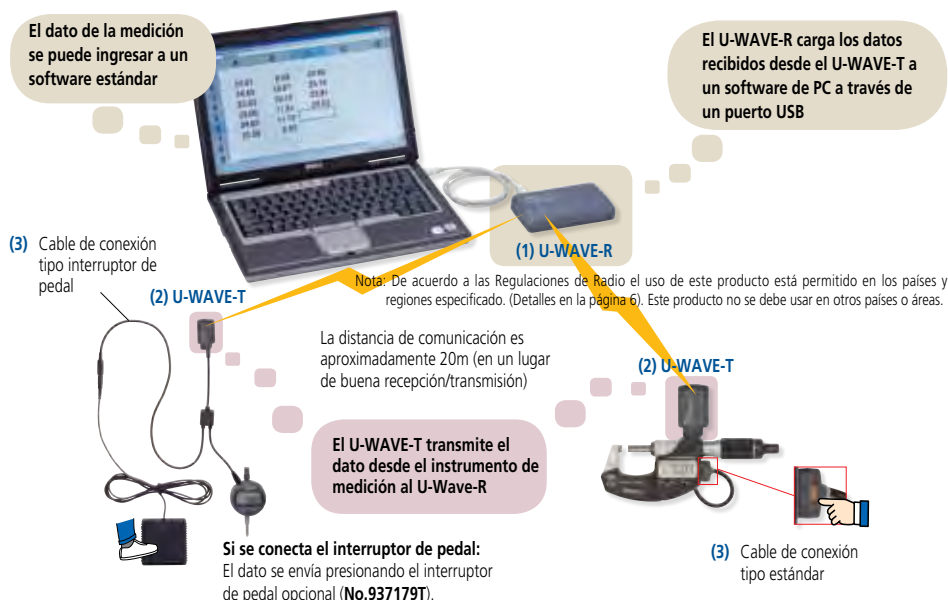 El dato de la medición
se puede ingresar a un
software estándar
El U-WAVE-R carga los datos
recibidos desde el U-WAVE-T a
un software de PC a través de
un puerto USB
(1) U-WAVE-R
(3) Cable de conexión
tipo interruptor de
pedal
(2) U-WAVE-T
Nota: De acuerdo a las Regulaciones de Radio el uso de este producto está permitido en los países y
regiones especificado. (Detalles en la página 6). Este producto no se debe usar en otros países o áreas.
La distancia de comunicación es
aproximadamente 20m (en un lugar
de buena recepción/transmisión)
(2) U-WAVE-T
El U-WAVE-T transmite el
dato desde el instrumento de
medición al U-Wave-R
Si se conecta el interruptor de pedal:
El dato se envía presionando el interruptor
de pedal opcional (No.937179T).
(3) Cable de conexión
tipo estándar